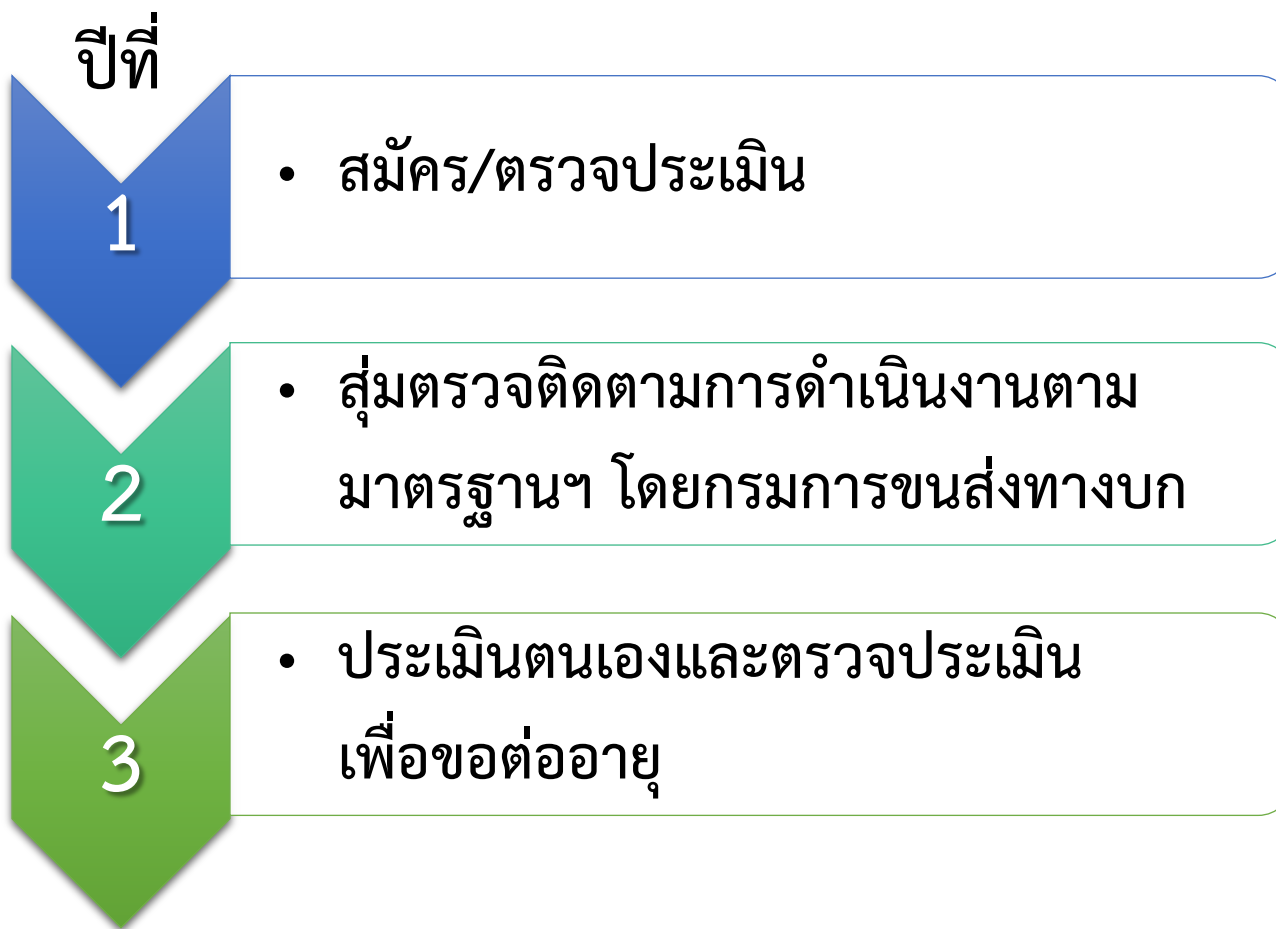 ปีที่
1
• สมัคร/ตรวจประเมิน
2
• สุ่มตรวจติดตามการดำเนินงานตาม
มาตรฐานฯ โดยกรมการขนส่งทางบก
3
• ประเมินตนเองและตรวจประเมิน
เพื่อขอต่ออายุ